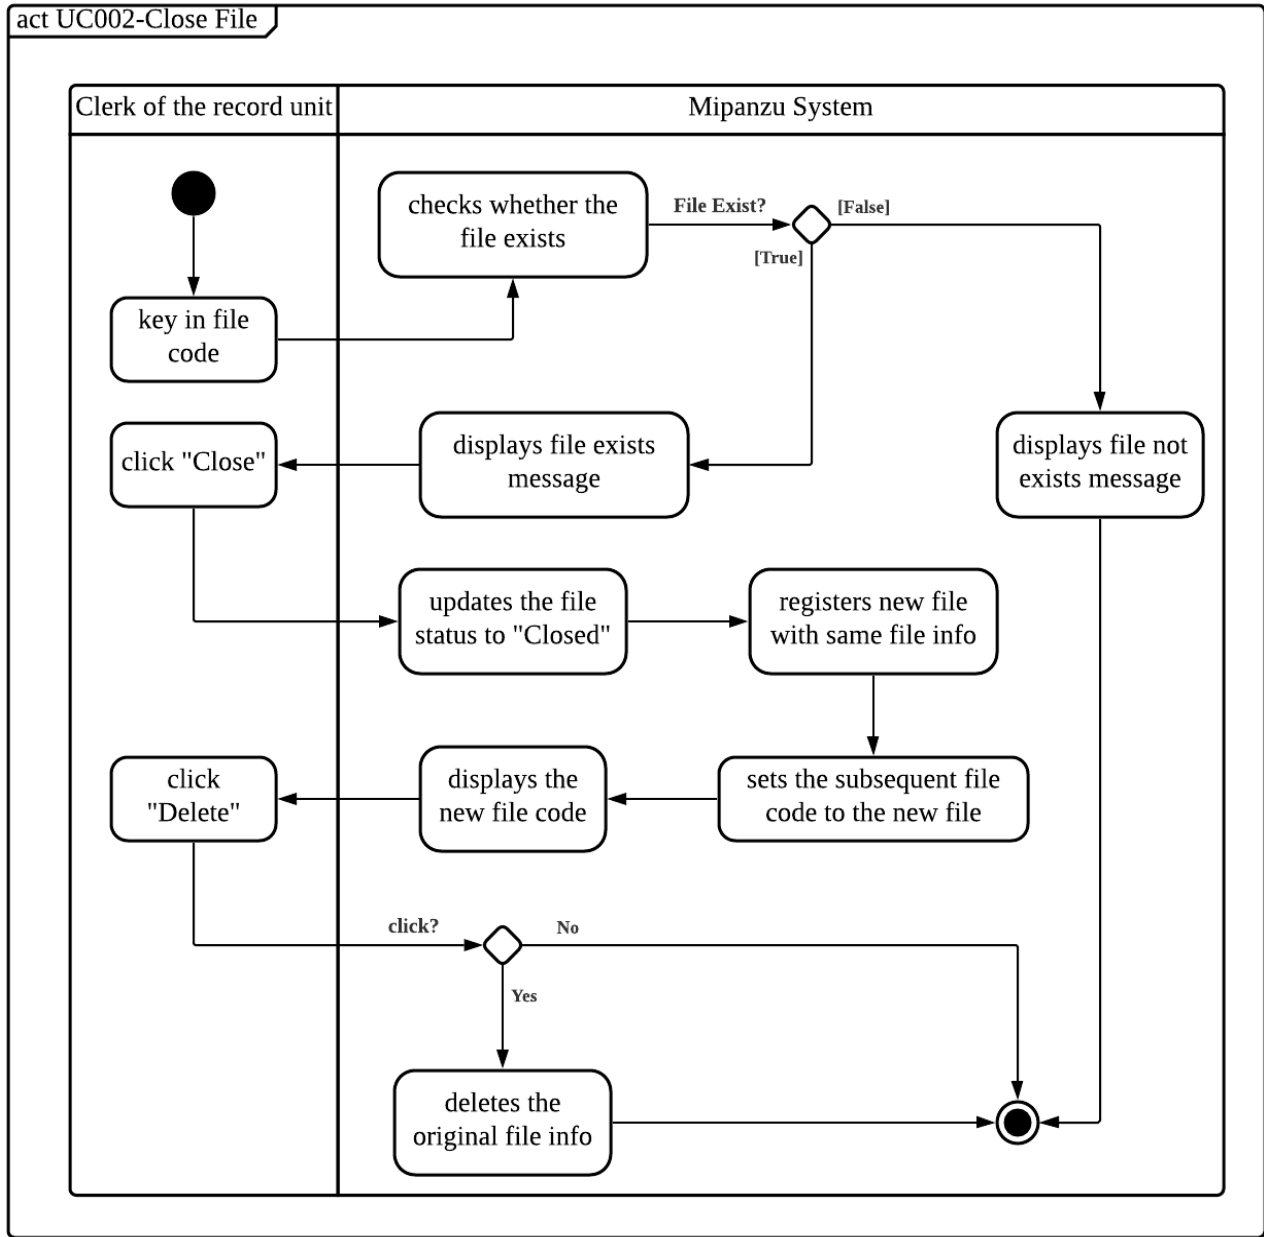 act UC002-Close File
Clerk of the record unit
Mipanzu System
checks whether the
file exists
File Exist?
[False]
[True]
key in file
code
click "Close"
displays file exists
message
displays file not
exists message
updates the file
status to "Closed"
registers new file
with same file info
click
"Delete"
displays the
new file code
sets the subsequent file
code to the new file
click?
No
Yes
deletes the
original file info